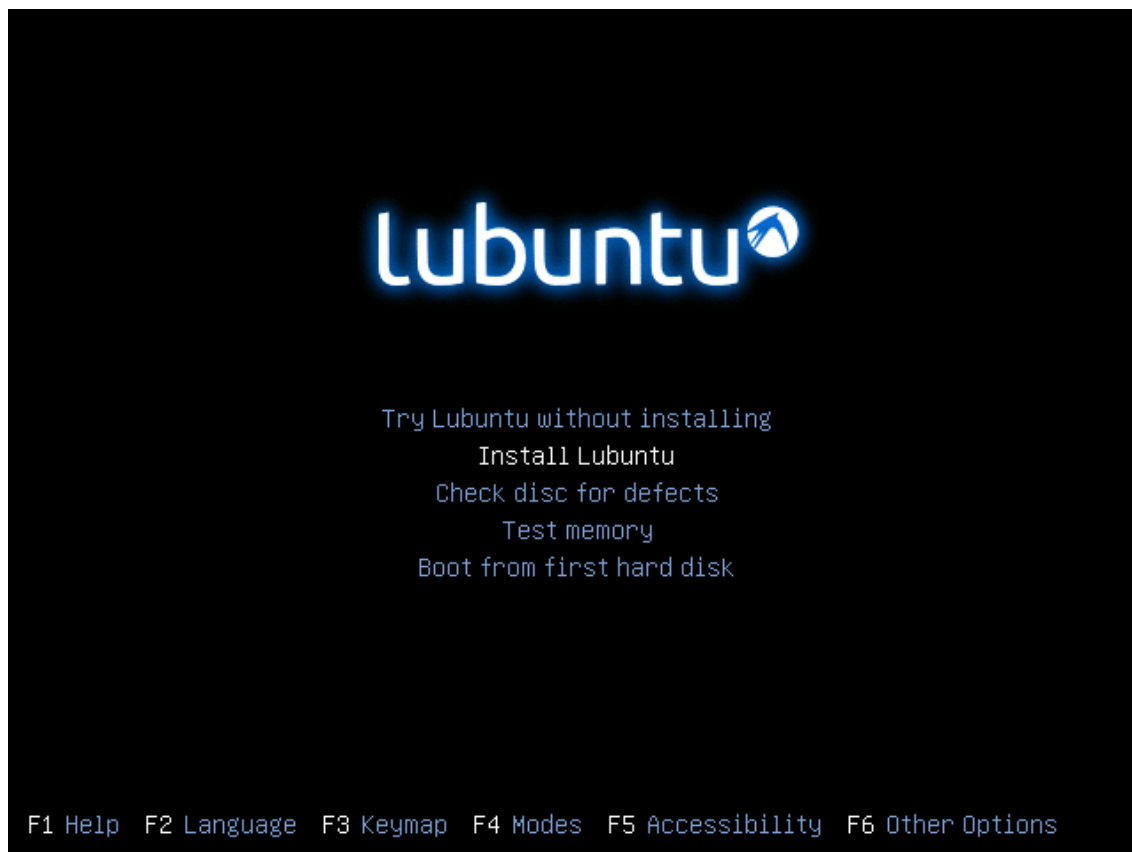 lubuntu
Try Lubuntu without installing
Install Lubuntu
Check disc for defects
Test memory
Boot from first hard disk
F1 Help F2 Language F3 Keymap F4 Modes F5 Accessibility F6 Other Options